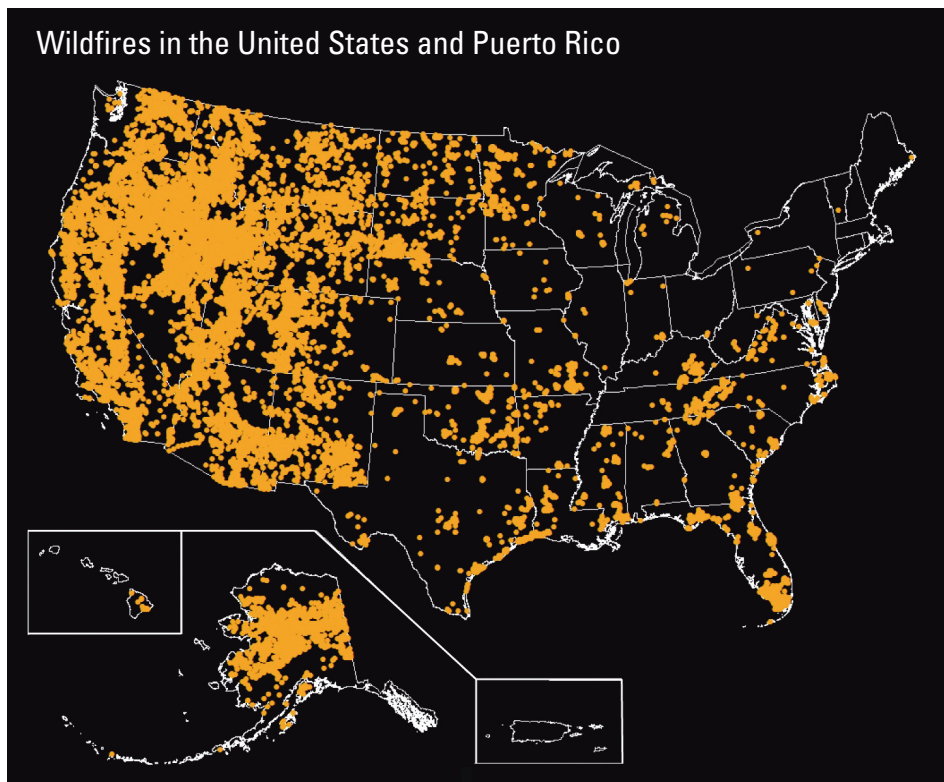 Wildfires in the United States and Puerto Rico